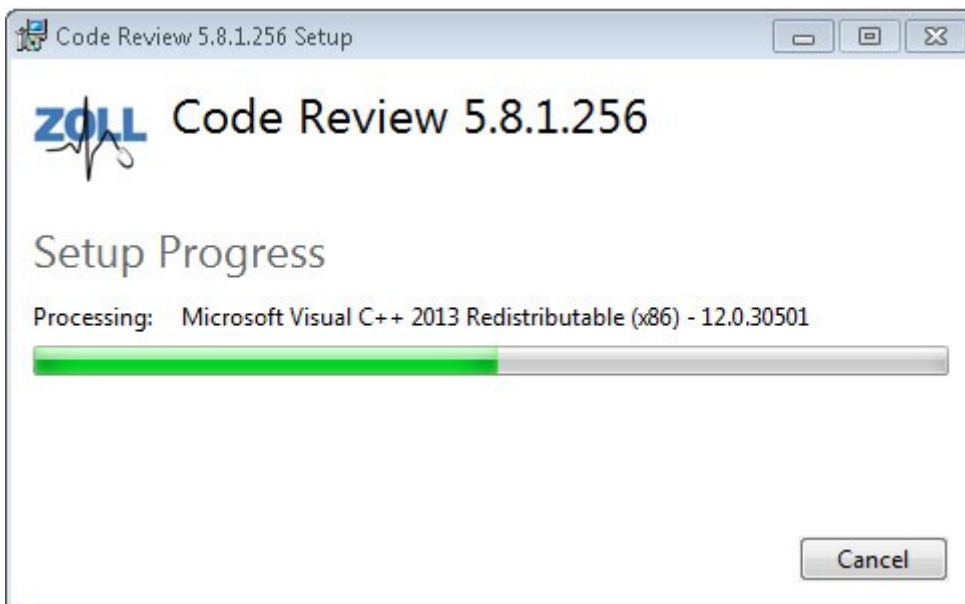 Code Review 5.8.1.256 Setup
ZOLL Code Review 5.8.1.256
Setup Progress
Processing: Microsoft Visual C++ 2013 Redistributable (x86) - 12.0.30501
Cancel